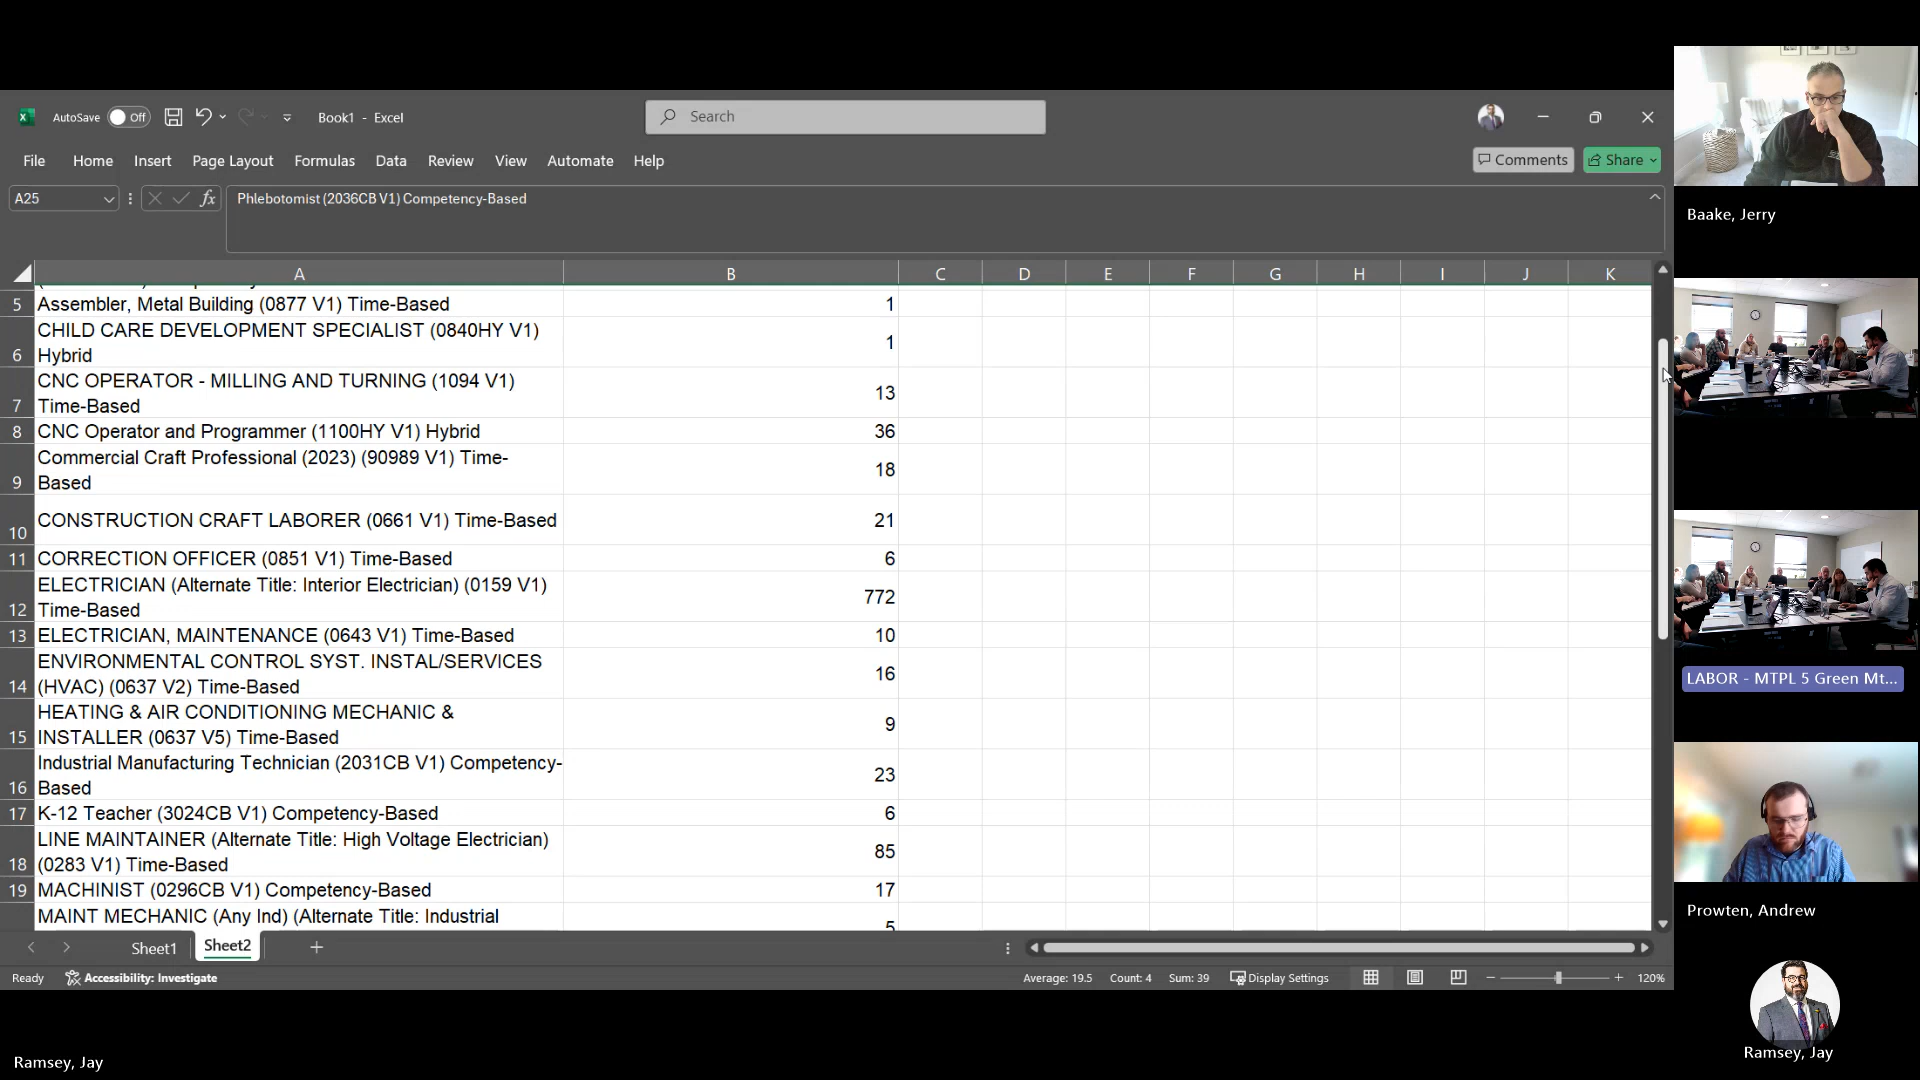 AutoSave Off Book1 - Excel Search
File Home Insert Page Layout Formulas Data Review View Automate Help Comments Share
A25 fx Phlebotomist (2036CB V1) Competency-Based
A B C D E F G H I J K
5 Assembler, Metal Building (0877 V1) Time-Based 1
CHILD CARE DEVELOPMENT SPECIALIST (0840HY V1)
6 Hybrid 1
CNC OPERATOR - MILLING AND TURNING (1094 V1)
7 Time-Based 13
8 CNC Operator and Programmer (1100HY V1) Hybrid 36
Commercial Craft Professional (2023) (90989 V1) Time-
9 Based 18
10 CONSTRUCTION CRAFT LABORER (0661 V1) Time-Based 21
11 CORRECTION OFFICER (0851 V1) Time-Based 6
ELECTRICIAN (Alternate Title: Interior Electrician) (0159 V1)
12 Time-Based 772
13 ELECTRICIAN, MAINTENANCE (0643 V1) Time-Based 10
ENVIRONMENTAL CONTROL SYST. INSTAL/SERVICES
14 (HVAC) (0637 V2) Time-Based 16
HEATING & AIR CONDITIONING MECHANIC &
15 INSTALLER (0637 V5) Time-Based 9
Industrial Manufacturing Technician (2031CB V1) Competency-
16 Based 23
17 K-12 Teacher (3024CB V1) Competency-Based 6
LINE MAINTAINER (Alternate Title: High Voltage Electrician)
18 (0283 V1) Time-Based 85
19 MACHINIST (0296CB V1) Competency-Based 17
MAINT MECHANIC (Any Ind) (Alternate Title: Industrial 5
Sheet1 Sheet2
Ready Accessibility: Investigate Average: 19.5 Count: 4 Sum: 39 Display Settings 120%
Baake, Jerry
LABOR - MTPL 5 Green Mt...
Prowten, Andrew
Ramsey, Jay
Ramsey, Jay